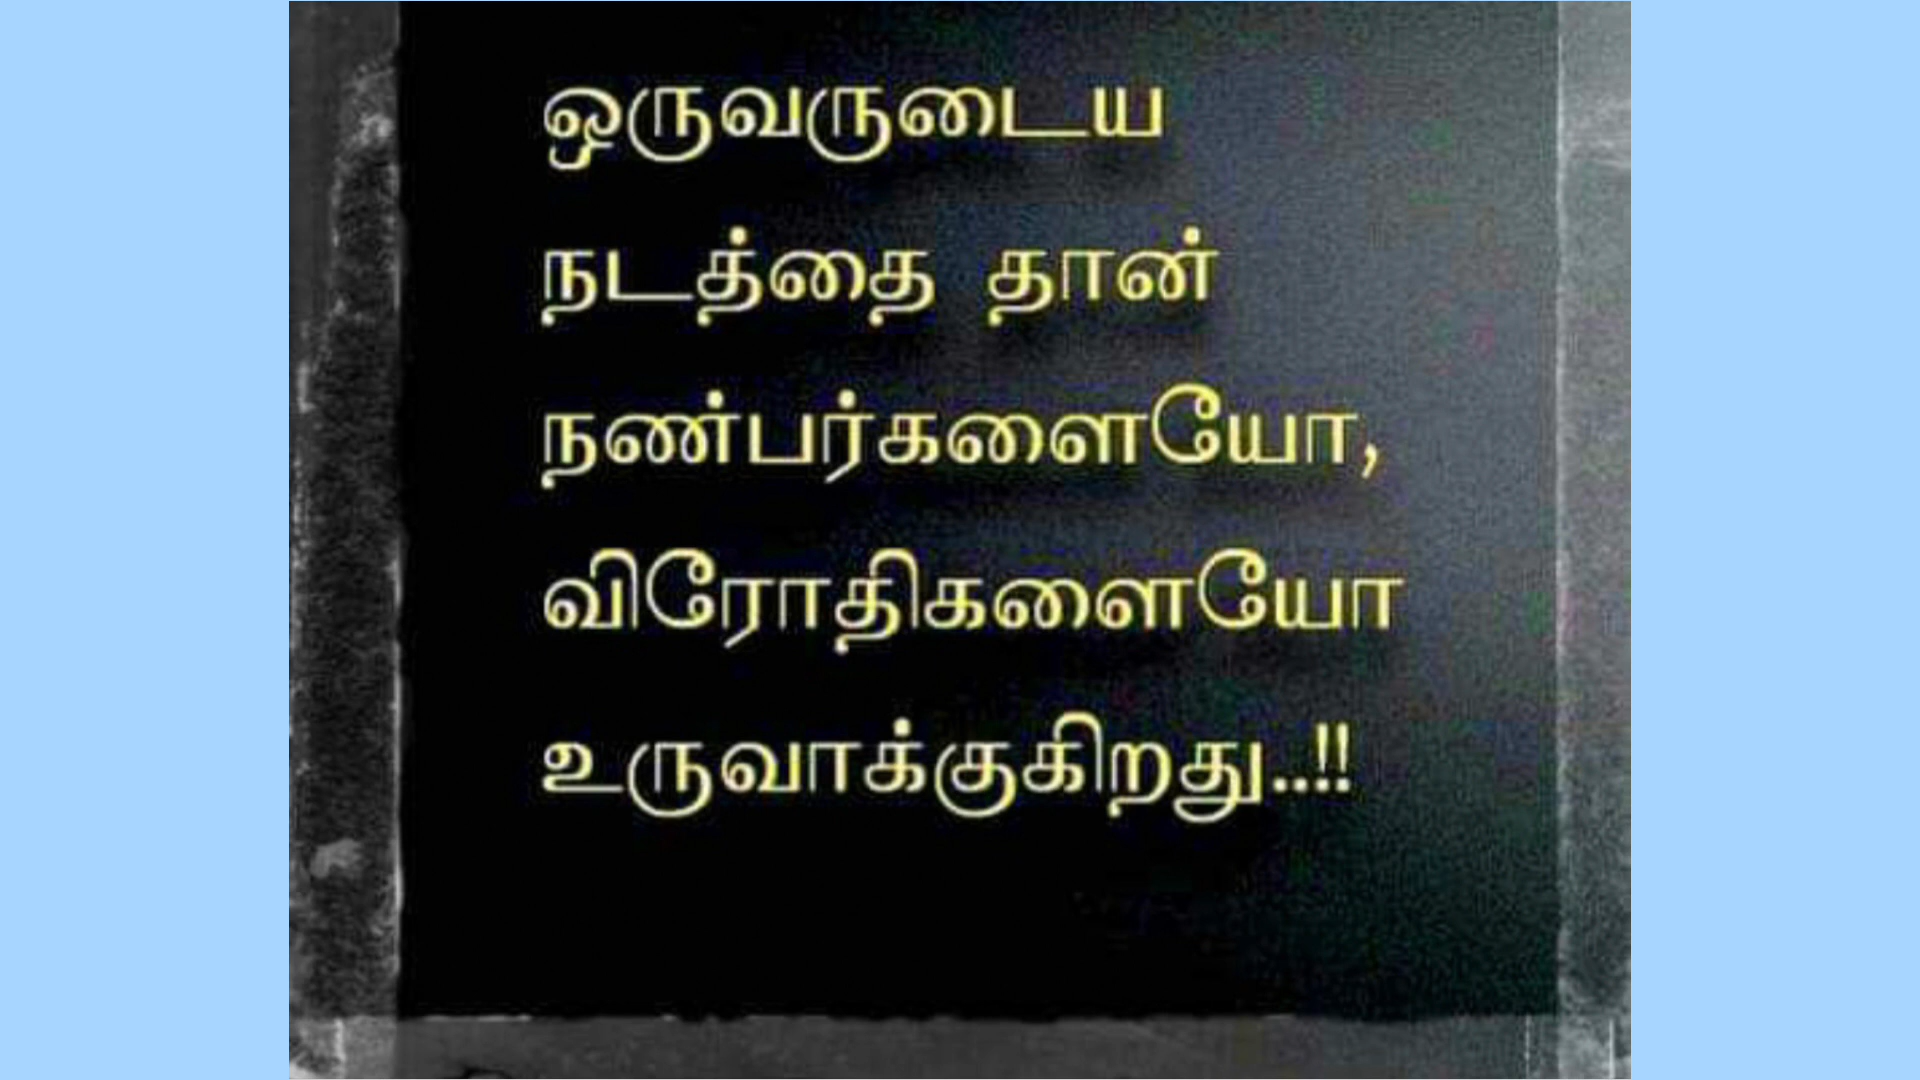 ஒருவருடைய
நடத்தை தான்
நண்பர்களையோ,
விரோதிகளையோ
உருவாக்குகிறது..!!